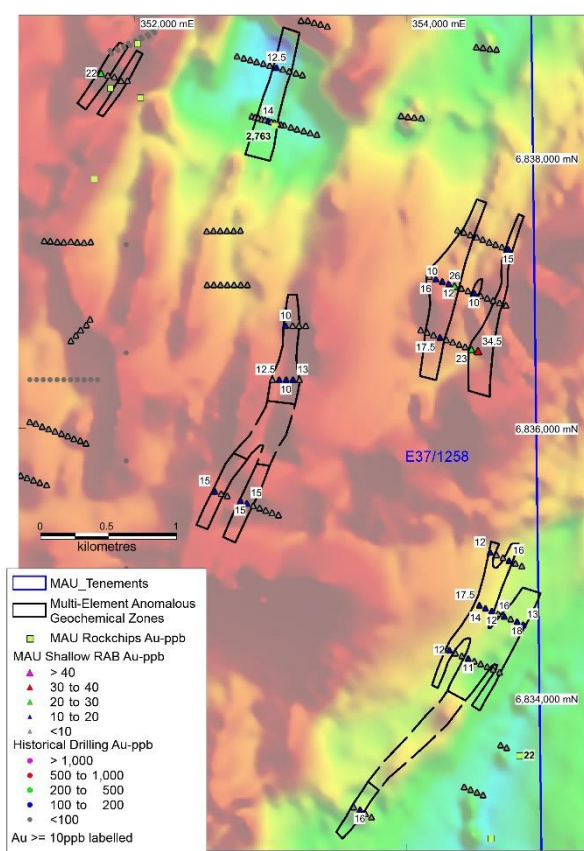 352,000 mE
354,000 mE
12.5
22
14
2,763
6,838,000 mN
15
10
26
16
12
10
10
34.5
17.5
23
12.5
13
10
6,836,000 mN
E37/1258
15
15
15
0
0.5
1
kilometres
12
16
17.5
16
14
12
13
18
12
11
6,834,000 mN
22
16
MAU_Tenements
Multi-Element Anomalous
Geochemical Zones
MAU Rockchips Au-ppb
MAU Shallow RAB Au-ppb
> 40
30 to 40
20 to 30
10 to 20
<10
Historical Drilling Au-ppb
> 1,000
500 to 1,000
200 to 500
100 to 200
<100
Au >= 10ppb labelled